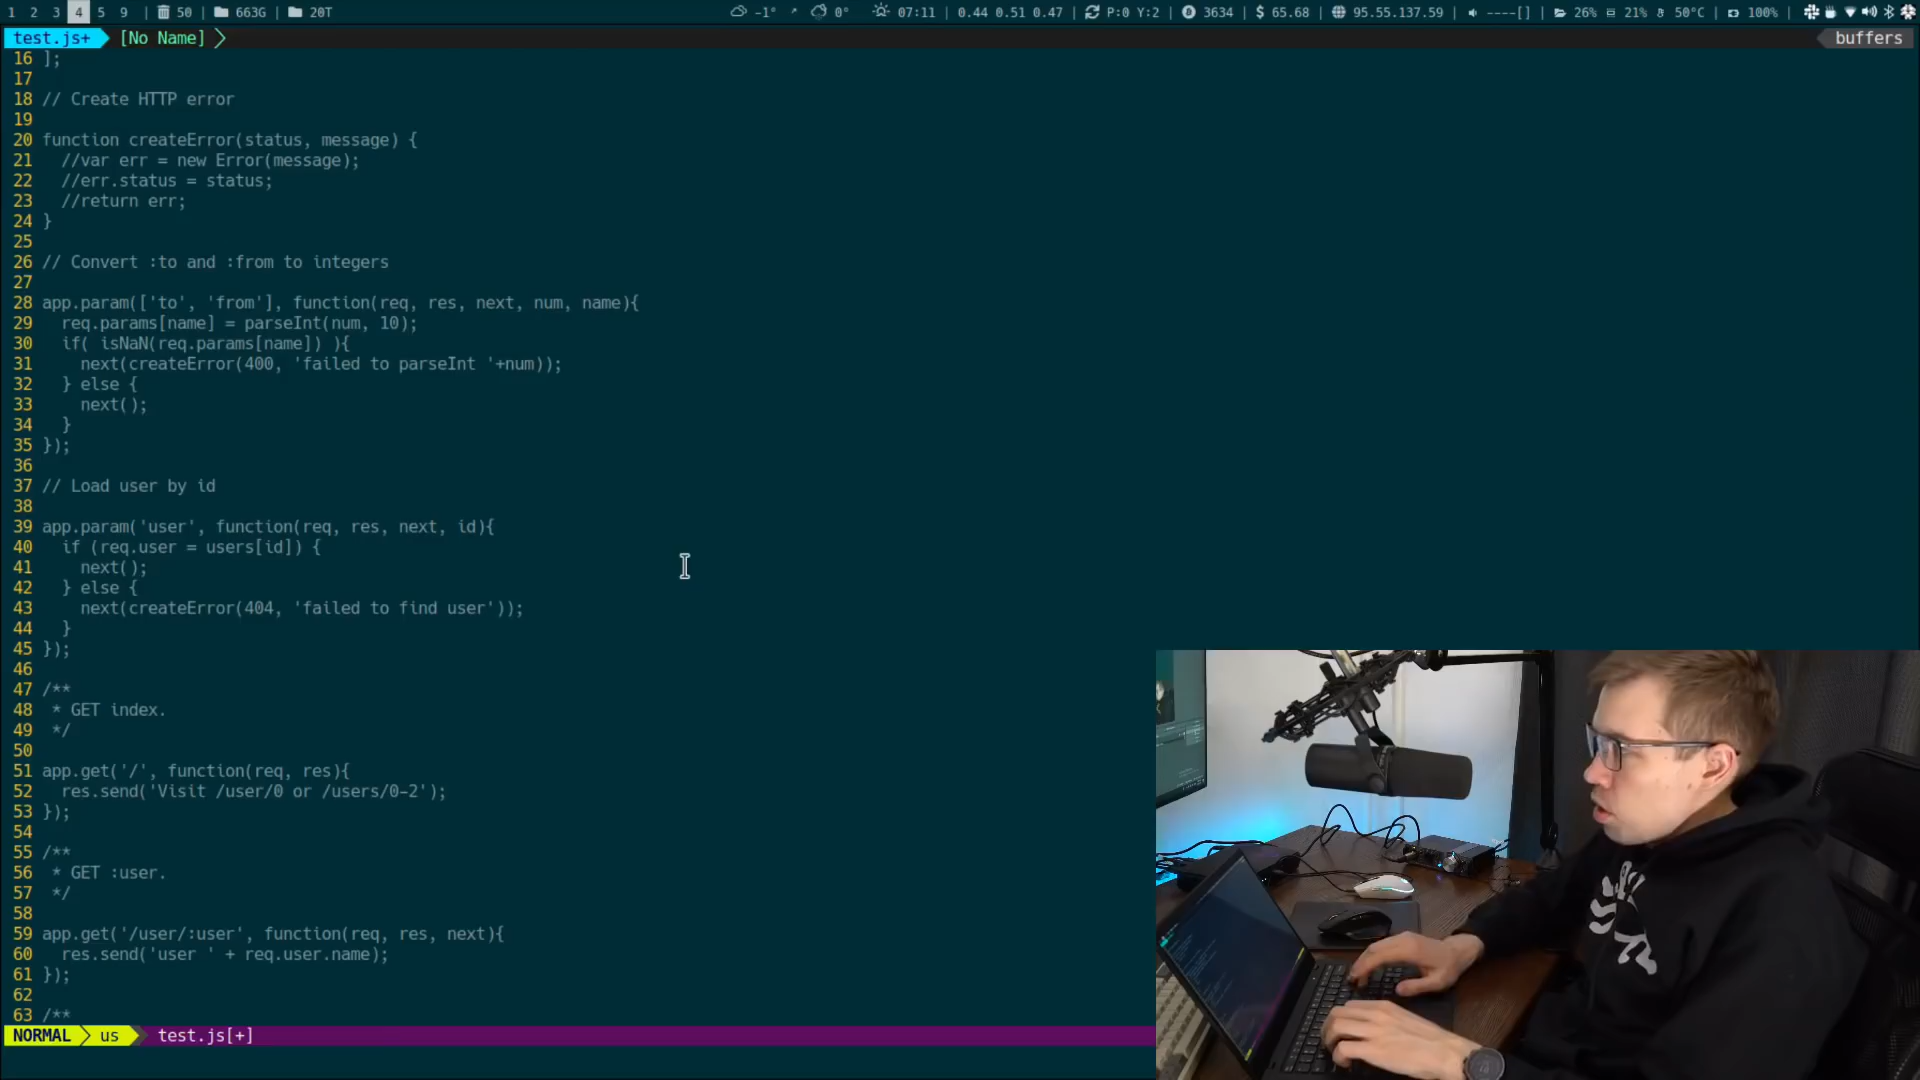 1 2 3 4 5 9 | 50 | 663G | 20T
-1° 0° 07:11 | 0.44 0.51 0.47 | P:0 Y:2 | 3634 | $ 65.68 | 95.55.137.59 | ----[] | 26% 21% 50°C | 100% |
test.js+ [No Name] buffers
16 ];
17
18 // Create HTTP error
19
20 function createError(status, message) {
21 //var err = new Error(message);
22 //err.status = status;
23 //return err;
24 }
25
26 // Convert :to and :from to integers
27
28 app.param(['to', 'from'], function(req, res, next, num, name){
29 req.params[name] = parseInt(num, 10);
30 if( isNaN(req.params[name]) ){
31 next(createError(400, 'failed to parseInt '+num));
32 } else {
33 next();
34 }
35 });
36
37 // Load user by id
38
39 app.param('user', function(req, res, next, id){
40 if (req.user = users[id]) {
41 next();
42 } else {
43 next(createError(404, 'failed to find user'));
44 }
45 });
46
47 /**
48 * GET index.
49 */
50
51 app.get('/', function(req, res){
52 res.send('Visit /user/0 or /users/0-2');
53 });
54
55 /**
56 * GET :user.
57 */
58
59 app.get('/user/:user', function(req, res, next){
60 res.send('user ' + req.user.name);
61 });
62
63 /**
NORMAL us test.js[+]